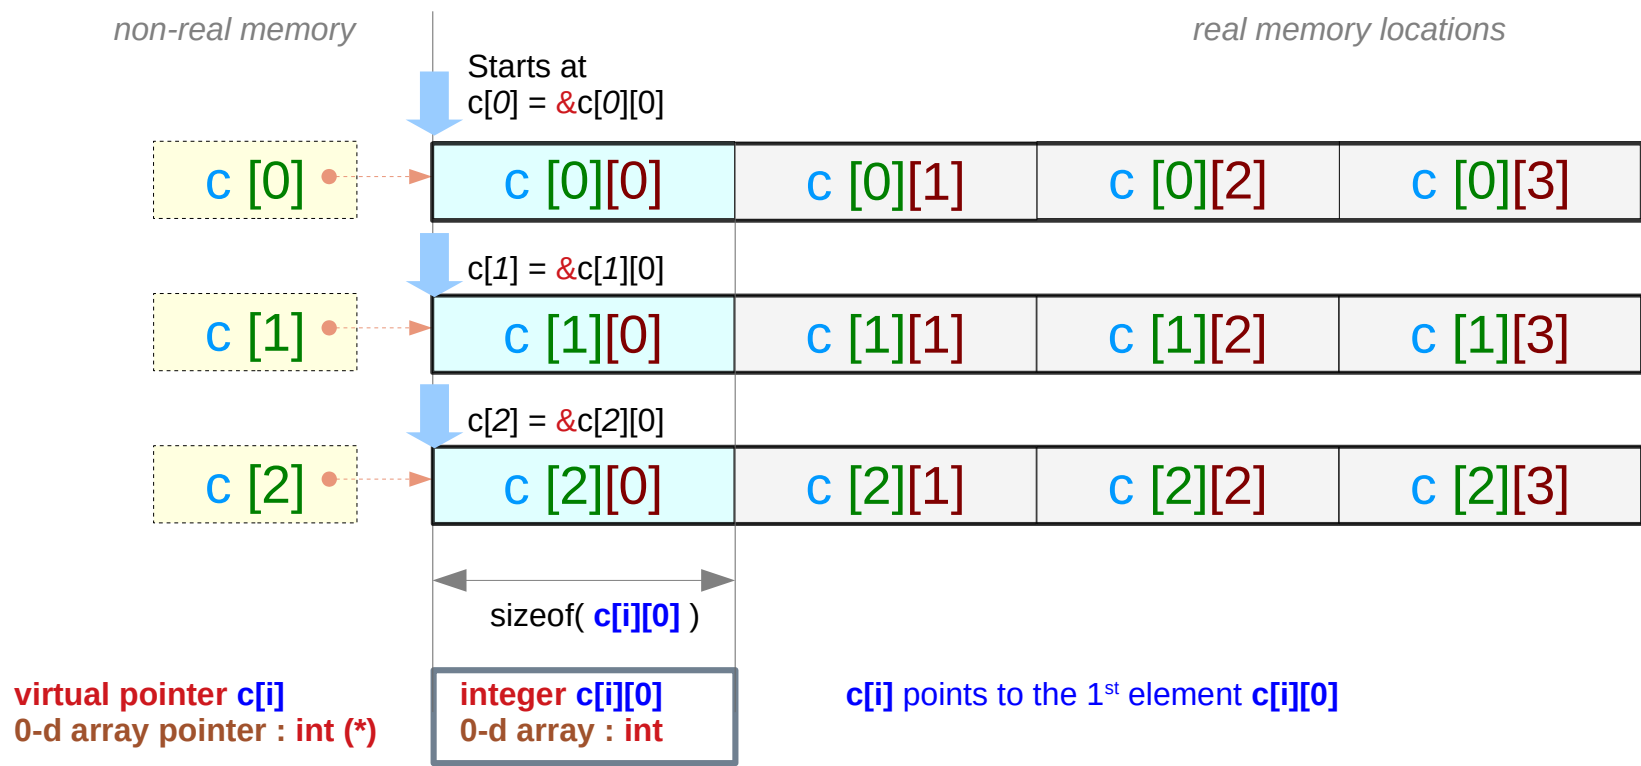 non-real memory
real memory locations
Starts at
c[0] = &c[0][0]
c [0]
c [0][0]
c [0][1]
c [0][2]
c [0][3]
c[1] = &c[1][0]
c [1]
c [1][0]
c [1][1]
c [1][2]
c [1][3]
c[2] = &c[2][0]
c [2]
c [2][0]
c [2][1]
c [2][2]
c [2][3]
sizeof( c[i][0] )
virtual pointer c[i]
0-d array pointer : int (*)
integer c[i][0]
0-d array : int
c[i] points to the 1st element c[i][0]